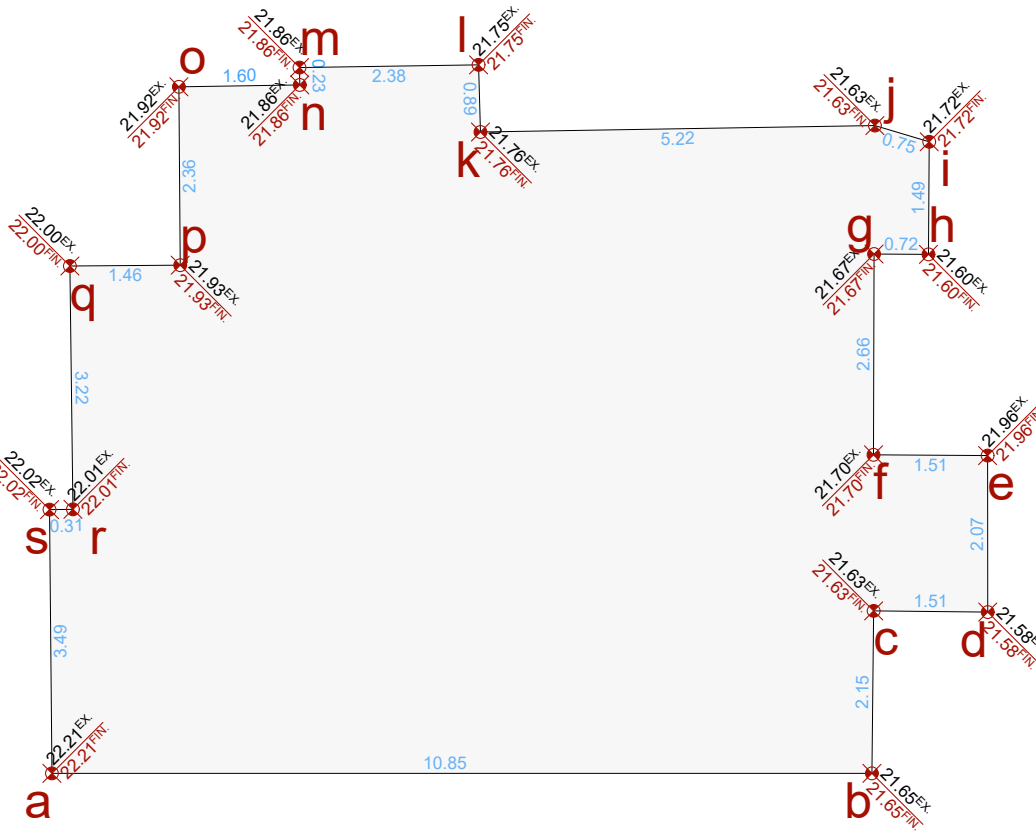 l
m
21.75EX.
21.75FIN.
21.86EX.
21.86FIN.
o
1.60
0.23
2.38
21.92EX.
21.92FIN.
21.86EX.
21.86FIN.
n
0.89
k
21.76EX.
21.76FIN.
5.22
21.63EX.
21.63FIN.
j
21.72EX.
21.72FIN.
0.75
i
2.36
1.49
22.00EX.
22.00FIN.
p
1.46
21.93EX.
21.93FIN.
q
g
0.72
h
21.67EX.
21.67FIN.
21.60EX.
21.60FIN.
2.66
3.22
21.96EX.
21.96FIN.
21.70EX.
21.70FIN.
f
1.51
e
22.02EX.
22.02FIN.
22.01EX.
22.01FIN.
s
0.31
r
2.07
21.63EX.
21.63FIN.
c
1.51
d
21.58EX.
21.58FIN.
3.49
2.15
22.21EX.
22.21FIN.
10.85
a
b
21.65EX.
21.65FIN.